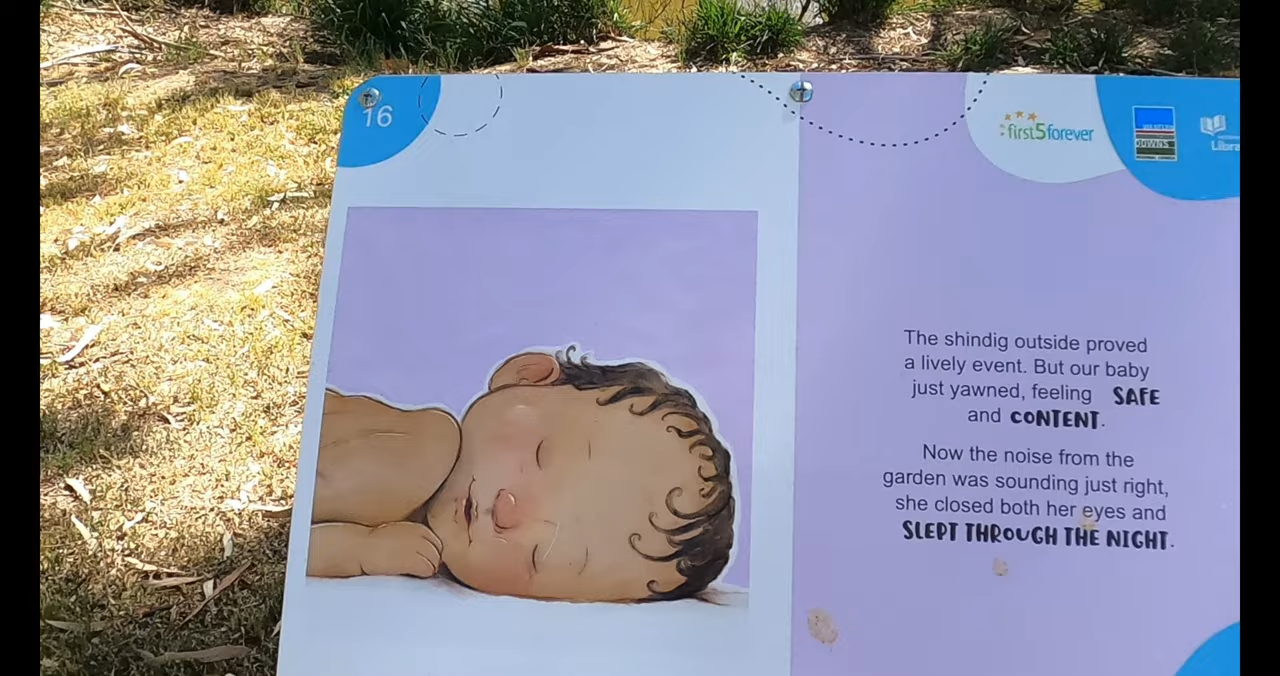 16
first5forever
DOWNS
The shindig outside proved
a lively event. But our baby
just yawned, feeling SAFE
and CONTENT.
Now the noise from the
garden was sounding just right,
she closed both her eyes and
SLEPT THROUGH THE NIGHT.